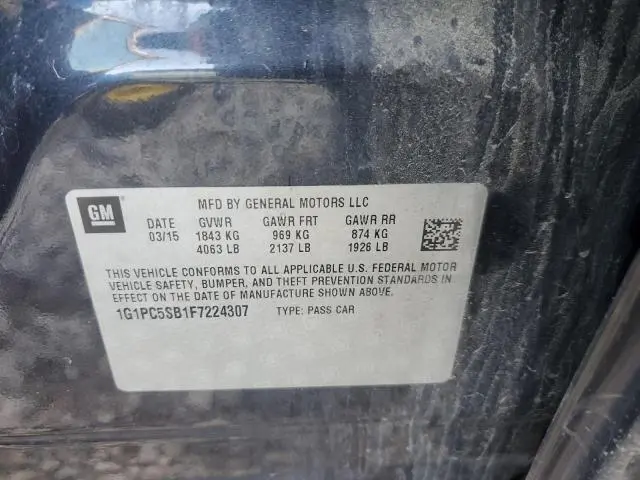 GM
MFD BY GENERAL MOTORS LLC
DATE GVWR GAWR FRT GAWR RR
03/15 1843 KG 969 KG 874 KG
4063 LB 2137 LB 1926 LB
THIS VEHICLE CONFORMS TO ALL APPLICABLE U.S. FEDERAL MOTOR
VEHICLE SAFETY, BUMPER, AND THEFT PREVENTION STANDARDS IN
EFFECT ON THE DATE OF MANUFACTURE SHOWN ABOVE.
1G1PC5SB1F7224307 TYPE: PASS CAR